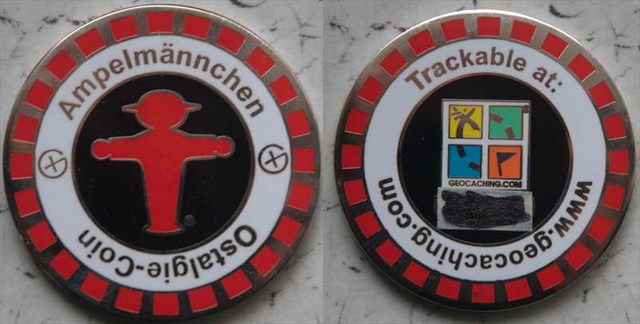 Ampelmännchen
Ostalgie-Coin
®
Trackable at:
GEOCACHING.COM
www.geocaching.com